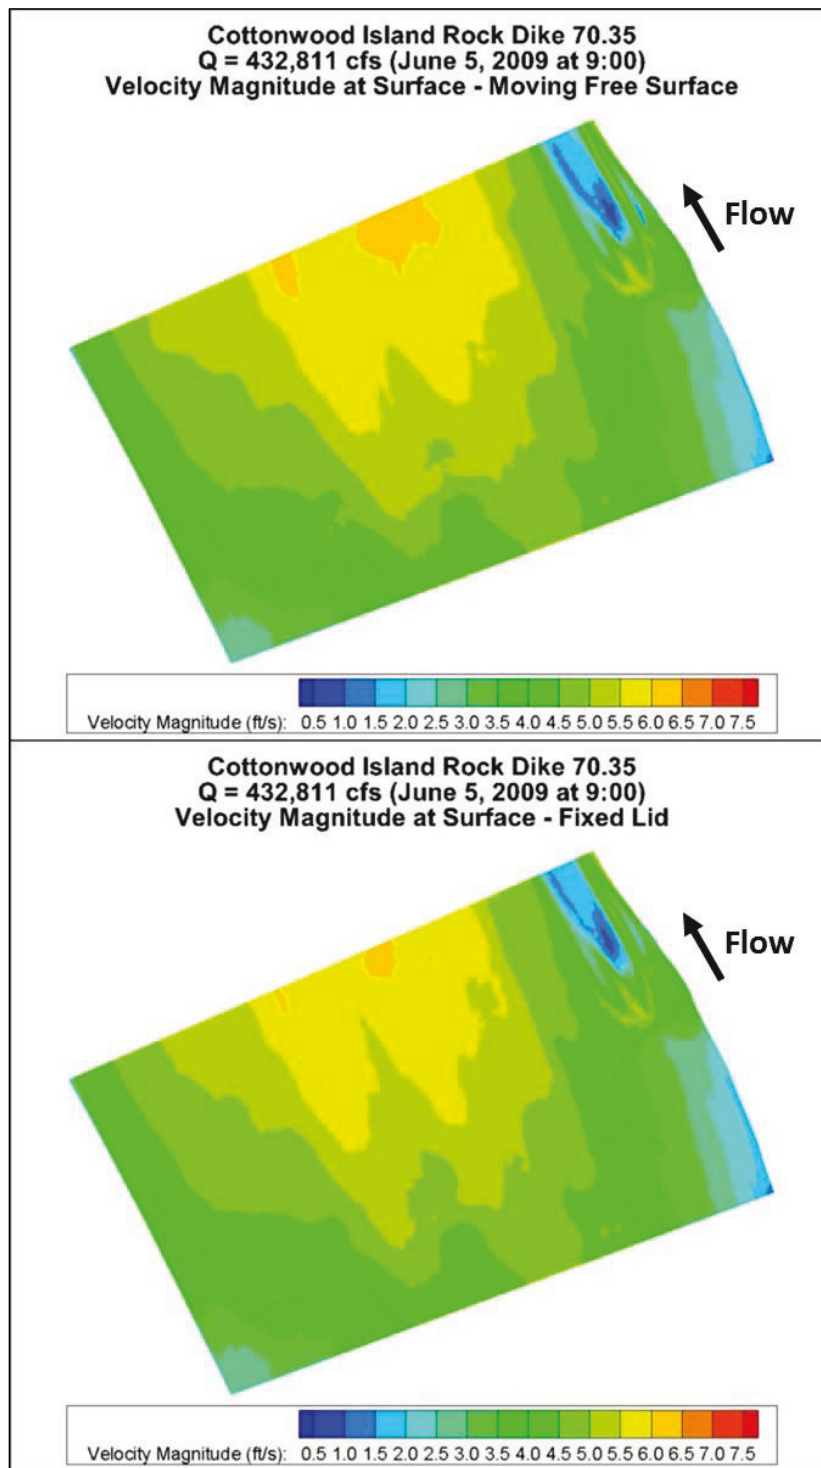 Cottonwood Island Rock Dike 70.35
Q = 432,811 cfs (June 5, 2009 at 9:00)
Velocity Magnitude at Surface - Moving Free Surface
Flow
Velocity Magnitude (ft/s): 0.5 1.0 1.5 2.0 2.5 3.0 3.5 4.0 4.5 5.0 5.5 6.0 6.5 7.0 7.5
Cottonwood Island Rock Dike 70.35
Q = 432,811 cfs (June 5, 2009 at 9:00)
Velocity Magnitude at Surface - Fixed Lid
Flow
Velocity Magnitude (ft/s): 0.5 1.0 1.5 2.0 2.5 3.0 3.5 4.0 4.5 5.0 5.5 6.0 6.5 7.0 7.5